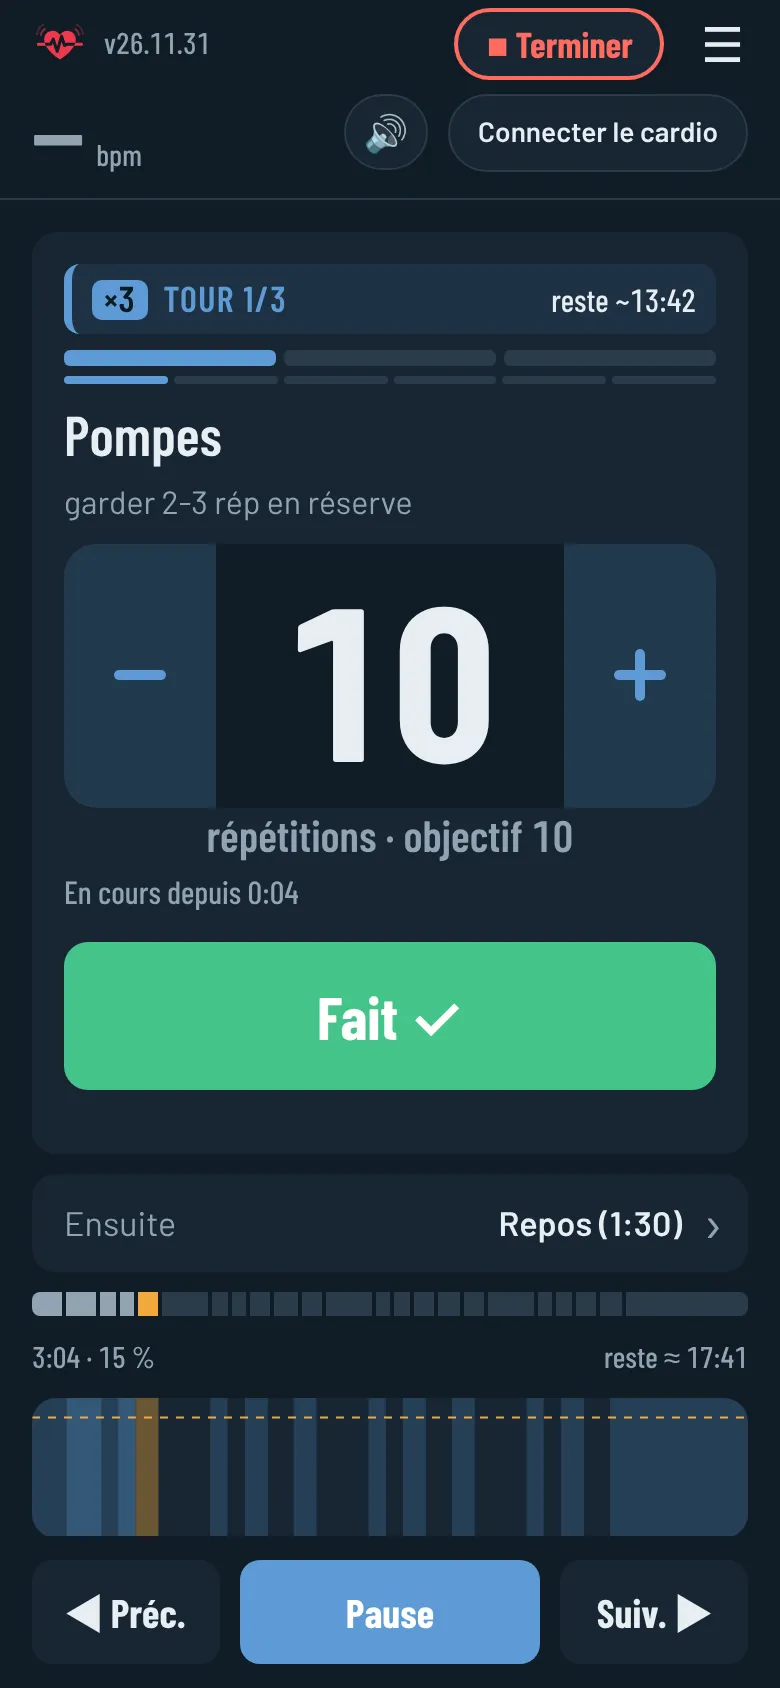 v26.11.31
■ Terminer
— bpm
Connecter le cardio
×3 TOUR 1/3
reste ~13:42
Pompes
garder 2-3 rép en réserve
− 10 +
répétitions · objectif 10
En cours depuis 0:04
Fait ✓
Ensuite
Repos (1:30) ›
3:04 · 15 %
reste ≈ 17:41
◀ Préc.
Pause
Suiv. ▶